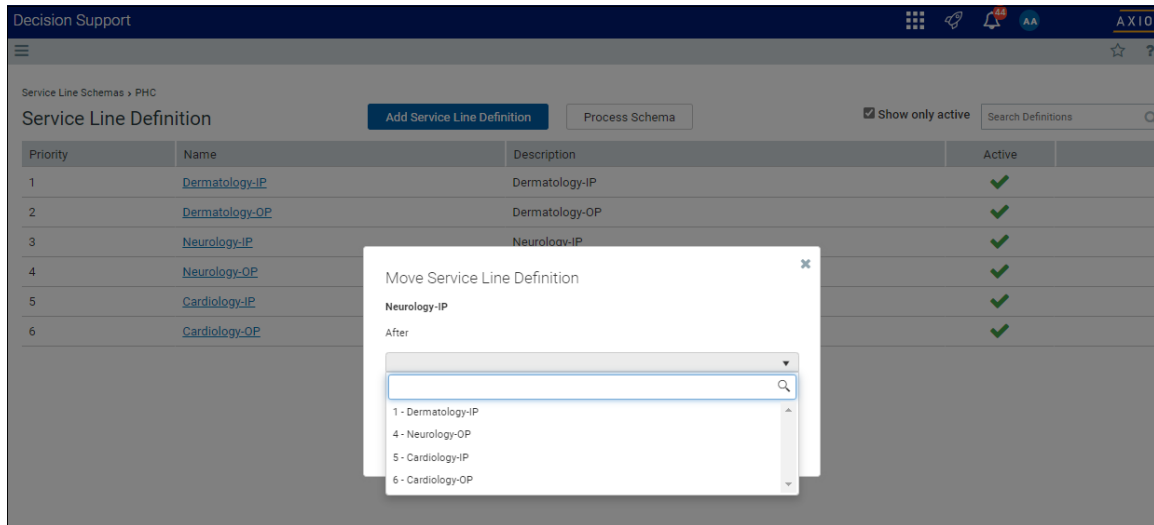 Decision Support
44
AA
AXIO
?
Service Line Schemas › PHC
Service Line Definition
Add Service Line Definition
Process Schema
Show only active
Search Definitions
Priority Name Description Active
1 Dermatology-IP Dermatology-IP
2 Dermatology-OP Dermatology-OP
3 Neurology-IP Neurology-IP
4 Neurology-OP
5 Cardiology-IP
6 Cardiology-OP
Move Service Line Definition
Neurology-IP
After
1 - Dermatology-IP
4 - Neurology-OP
5 - Cardiology-IP
6 - Cardiology-OP